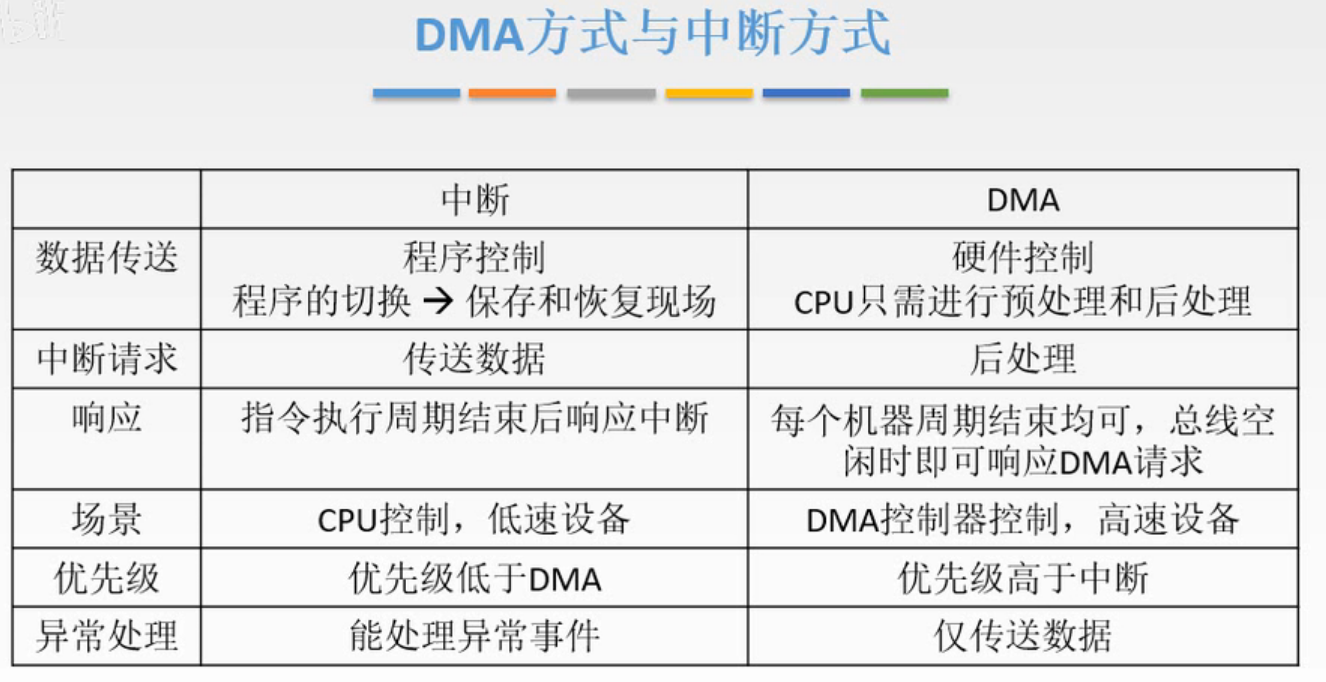 DMA方式与中断方式
中断 DMA
数据传送 程序控制 硬件控制
程序的切换 → 保存和恢复现场 CPU只需进行预处理和后处理
中断请求 传送数据 后处理
响应 指令执行周期结束后响应中断 每个机器周期结束均可，总线空
闲时即可响应DMA请求
场景 CPU控制，低速设备 DMA控制器控制，高速设备
优先级 优先级低于DMA 优先级高于中断
异常处理 能处理异常事件 仅传送数据